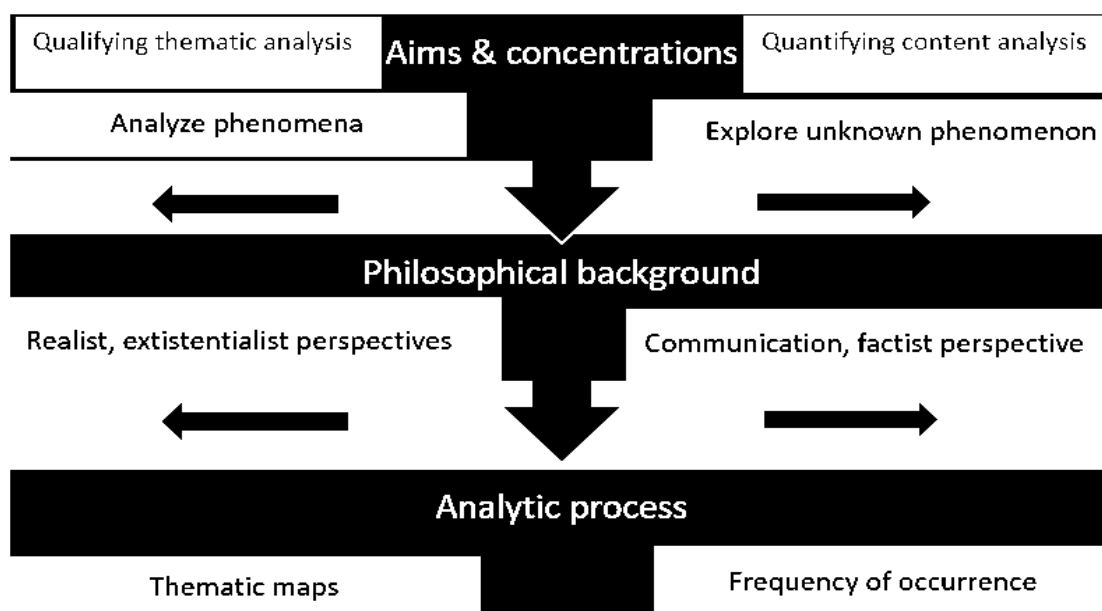 Qualifying thematic analysis
Aims & concentrations
Quantifying content analysis
Analyze phenomena
Explore unknown phenomenon
Philosophical background
Realist, extistentialist perspectives
Communication, factist perspective
Analytic process
Thematic maps
Frequency of occurrence